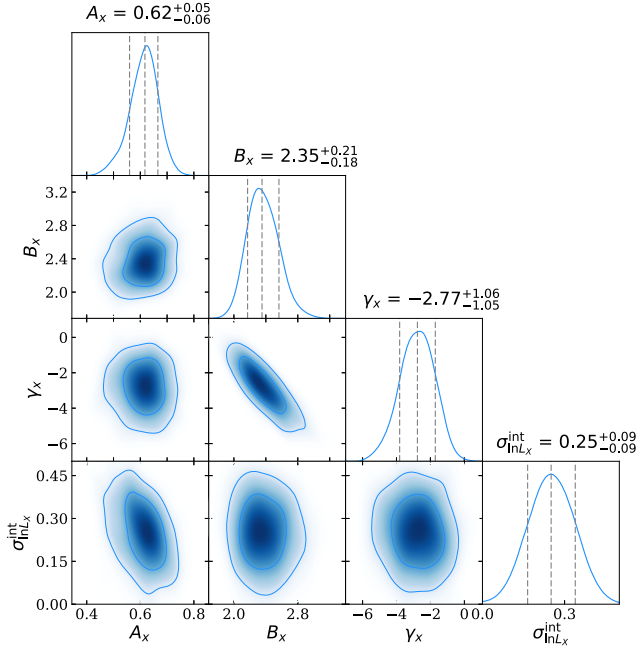 A_x = 0.62^{+0.05}_{-0.06}
B_x = 2.35^{+0.21}_{-0.18}
3.2
2.8
2.4
2.0
B_x
γ_x = −2.77^{+1.06}_{-1.05}
0
−2
−4
−6
γ_x
σ^{int}_{lnL_x} = 0.25^{+0.09}_{-0.09}
0.45
0.30
0.15
0.00
σ^{int}_{lnL_x}
0.4 0.6 0.8 2.0 2.8 −6 −4 −2 0 0.0 0.3
A_x B_x γ_x σ^{int}_{lnL_x}